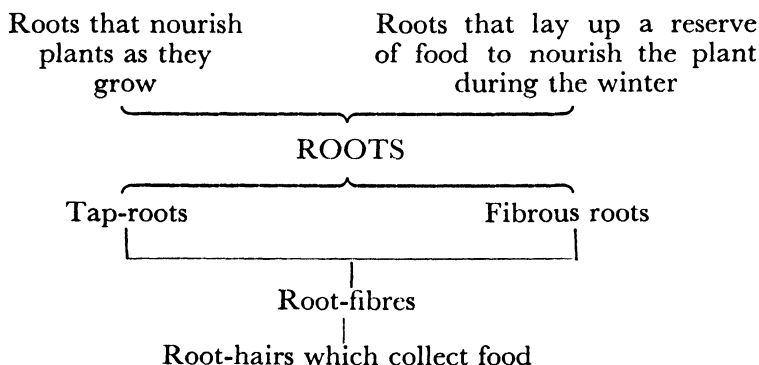 Roots that nourish
plants as they
grow
Roots that lay up a reserve
of food to nourish the plant
during the winter
ROOTS
Tap-roots
Fibrous roots
Root-fibres
Root-hairs which collect food